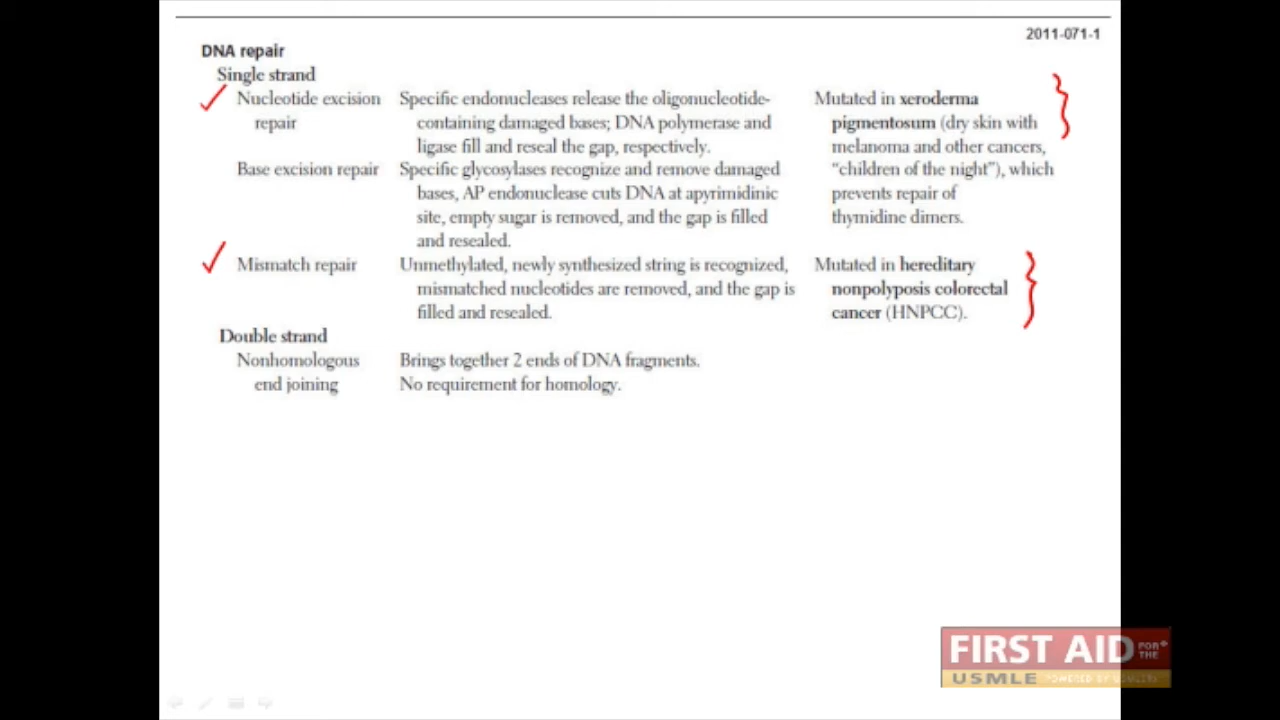 2011-071-1
DNA repair
Single strand
Nucleotide excision repair
Specific endonucleases release the oligonucleotide-
containing damaged bases; DNA polymerase and
ligase fill and reseal the gap, respectively.
Mutated in xeroderma
pigmentosum (dry skin with
melanoma and other cancers,
“children of the night”), which
prevents repair of
thymidine dimers.
Base excision repair
Specific glycosylases recognize and remove damaged
bases, AP endonuclease cuts DNA at apyrimidinic
site, empty sugar is removed, and the gap is filled
and resealed.
Mismatch repair
Unmethylated, newly synthesized string is recognized,
mismatched nucleotides are removed, and the gap is
filled and resealed.
Mutated in hereditary
nonpolyposis colorectal
cancer (HNPCC).
Double strand
Nonhomologous
end joining
Brings together 2 ends of DNA fragments.
No requirement for homology.
FIRST AID FOR THE
USMLE POWERED BY USMLERx